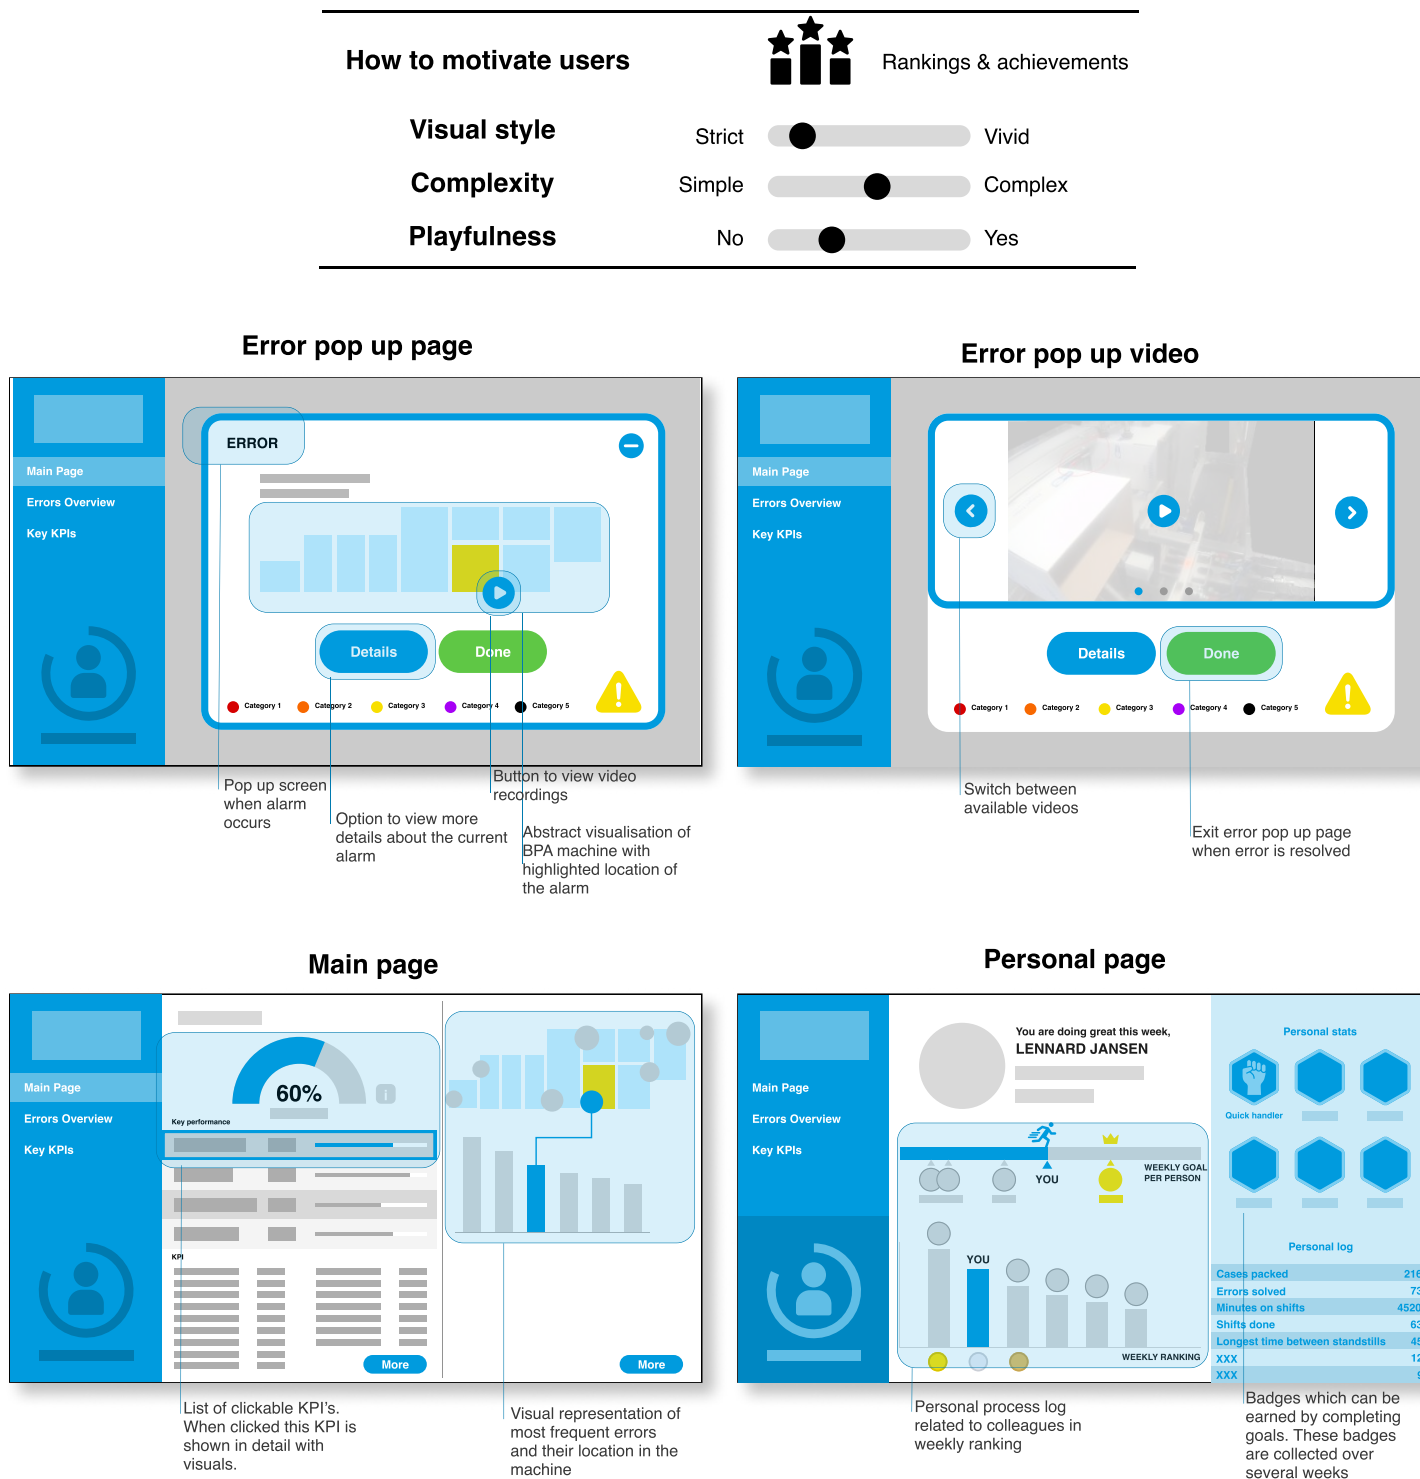 How to motivate users
Rankings & achievements
Visual style
Strict
Vivid
Complexity
Simple
Complex
Playfulness
No
Yes
Error pop up page
Main Page
Errors Overview
Key KPIs
ERROR
Details
Done
Category 1
Category 2
Category 3
Category 4
Category 5
Pop up screen
when alarm
occurs
Option to view more
details about the current
alarm
Button to view video
recordings
Abstract visualisation of
BPA machine with
highlighted location of
the alarm
Error pop up video
Main Page
Errors Overview
Key KPIs
Details
Done
Category 1
Category 2
Category 3
Category 4
Category 5
Switch between
available videos
Exit error pop up page
when error is resolved
Main page
Main Page
Errors Overview
Key KPIs
60%
i
Key performance
KPI
More
More
List of clickable KPI's.
When clicked this KPI is
shown in detail with
visuals.
Visual representation of
most frequent errors
and their location in the
machine
Personal page
Main Page
Errors Overview
Key KPIs
You are doing great this week,
LENNARD JANSEN
YOU
WEEKLY GOAL
PER PERSON
YOU
WEEKLY RANKING
Personal stats
Quick handler
Personal log
Cases packed 216
Errors solved 73
Minutes on shifts 4520
Shifts done 63
Longest time between standstills 45
XXX 12
XXX 9
Personal process log
related to colleagues in
weekly ranking
Badges which can be
earned by completing
goals. These badges
are collected over
several weeks